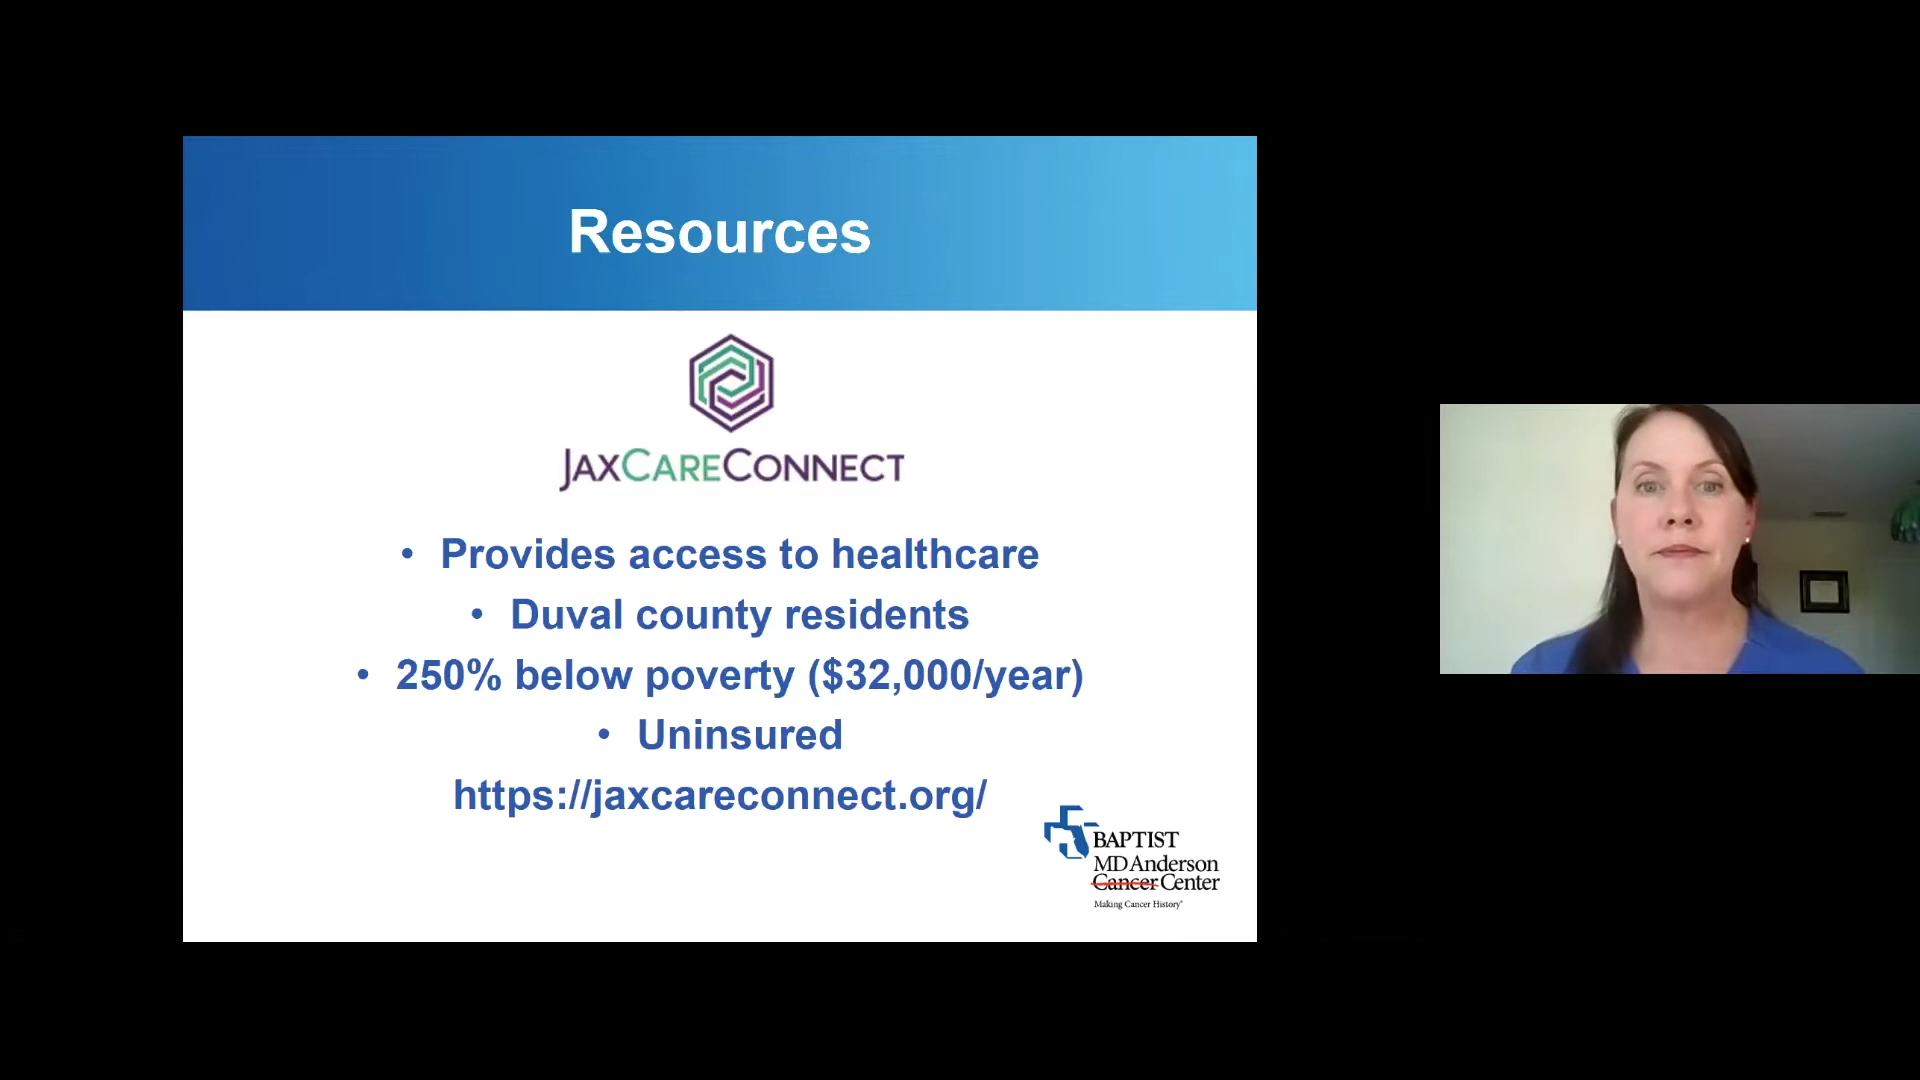 Resources
JAXCARECONNECT
• Provides access to healthcare
• Duval county residents
• 250% below poverty ($32,000/year)
• Uninsured
https://jaxcareconnect.org/
BAPTIST
MD Anderson
Cancer Center
Making Cancer History®